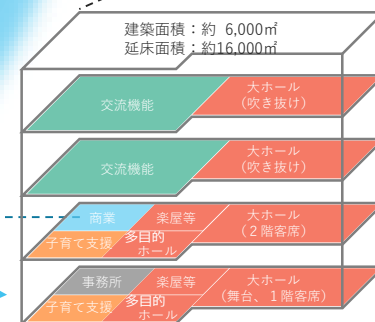 建築面積：約 6,000㎡
延床面積：約16,000㎡
交流機能
大ホール
（吹き抜け）
交流機能
大ホール
（吹き抜け）
商業
楽屋等
大ホール
（２階客席）
子育て支援
多目的
ホール
事務所
楽屋等
大ホール
（舞台、１階客席）
子育て支援
多目的
ホール